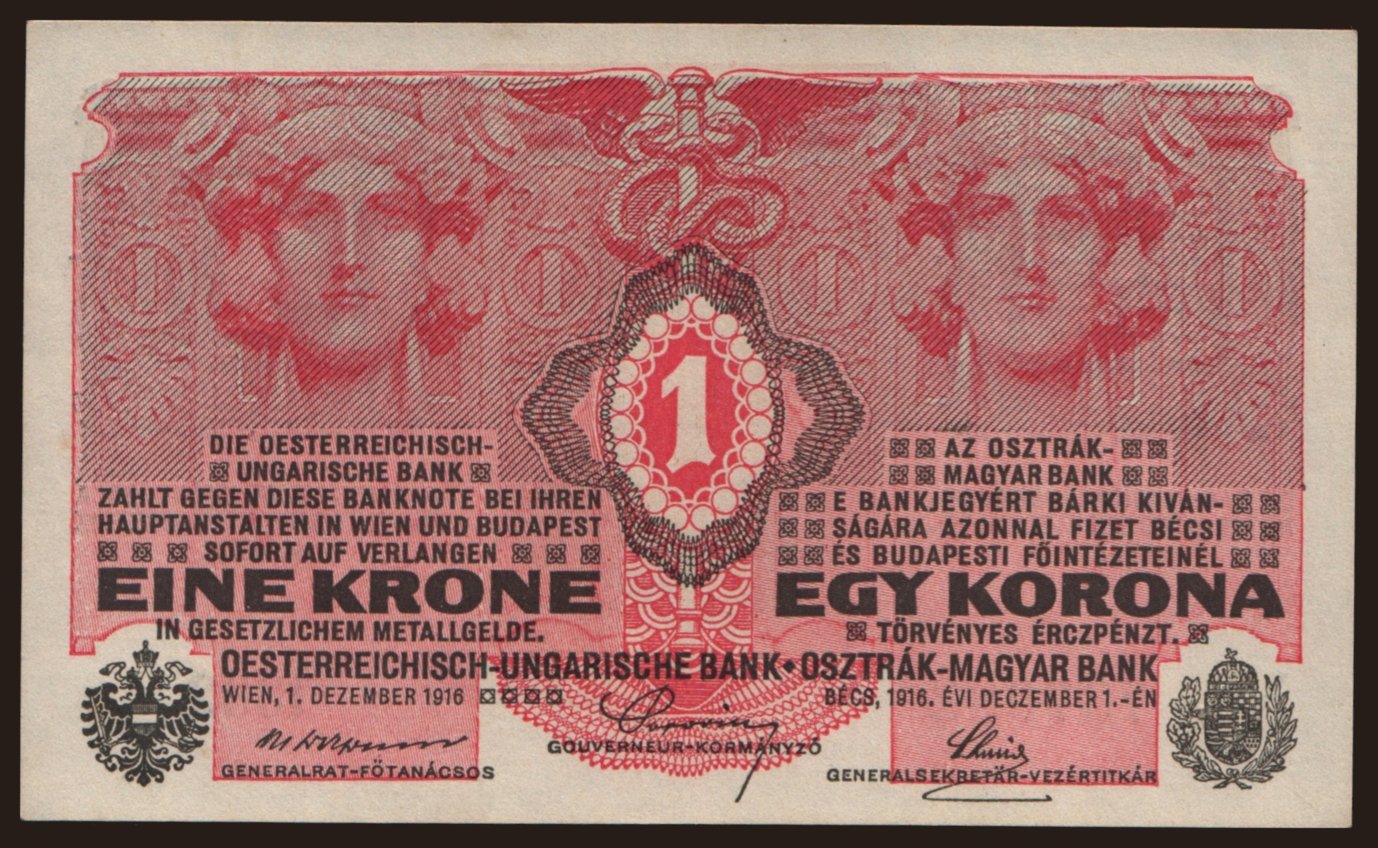 1
DIE OESTERREICHISCH-
UNGARISCHE BANK
ZAHLT GEGEN DIESE BANKNOTE BEI IHREN
HAUPTANSTALTEN IN WIEN UND BUDAPEST
SOFORT AUF VERLANGEN
EINE KRONE
IN GESETZLICHEM METALLGELDE.
AZ OSZTRÁK-
MAGYAR BANK
E BANKJEGYÉRT BÁRKI KIVÁN-
SÁGÁRA AZONNAL FIZET BÉCSI
ÉS BUDAPESTI FŐINTÉZETEINÉL
EGY KORONA
TÖRVÉNYES ÉRCZPÉNZT.
OESTERREICHISCH-UNGARISCHE BANK • OSZTRÁK-MAGYAR BANK
WIEN, 1. DEZEMBER 1916
BÉCS, 1916. ÉVI DECZEMBER 1.-ÉN
GOUVERNEUR-KORMÁNYZÓ
GENERALRAT-FŐTANÁCSOS
GENERALSEKRETÄR-VEZÉRTITKÁR